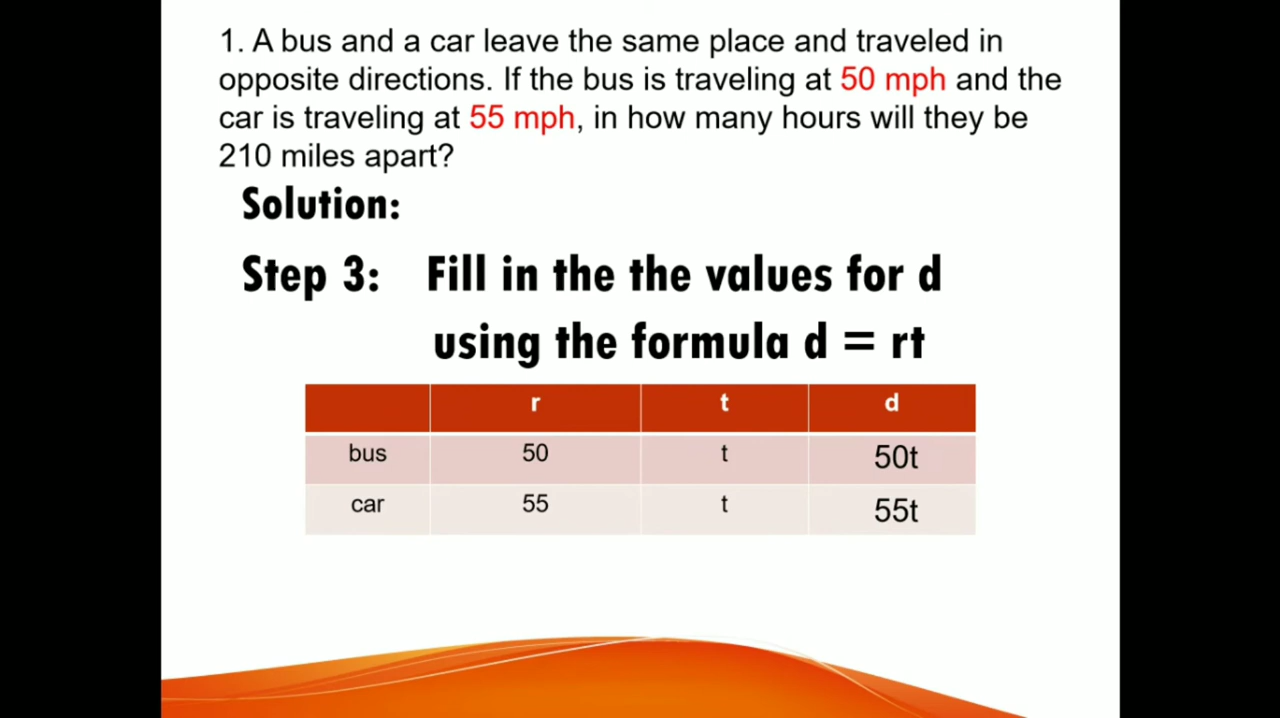 1. A bus and a car leave the same place and traveled in
opposite directions. If the bus is traveling at 50 mph and the
car is traveling at 55 mph, in how many hours will they be
210 miles apart?
Solution:
Step 3: Fill in the the values for d
using the formula d = rt
r t d
bus 50 t 50t
car 55 t 55t